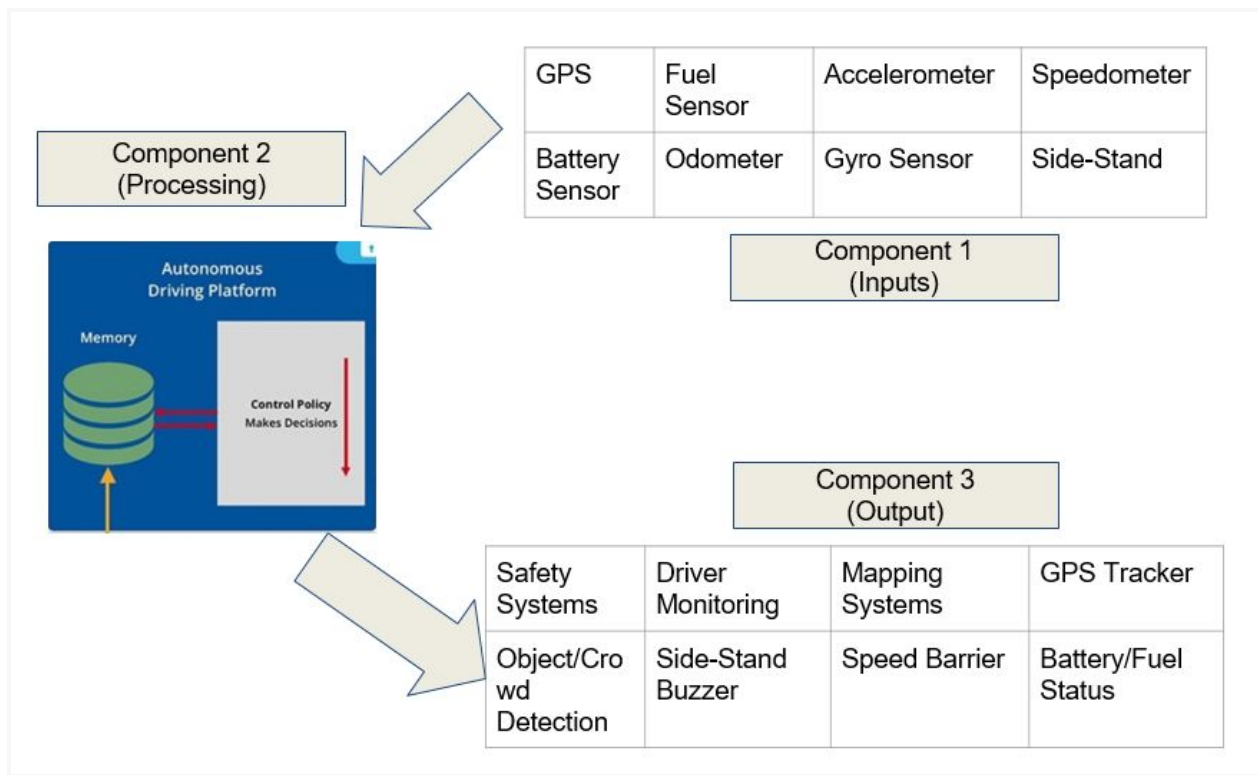 GPS
Fuel
Sensor
Accelerometer
Speedometer
Battery
Sensor
Odometer
Gyro Sensor
Side-Stand
Component 1
(Inputs)
Component 2
(Processing)
Autonomous
Driving Platform
Memory
Control Policy
Makes Decisions
Component 3
(Output)
Safety
Systems
Driver
Monitoring
Mapping
Systems
GPS Tracker
Object/Cro
wd
Detection
Side-Stand
Buzzer
Speed Barrier
Battery/Fuel
Status